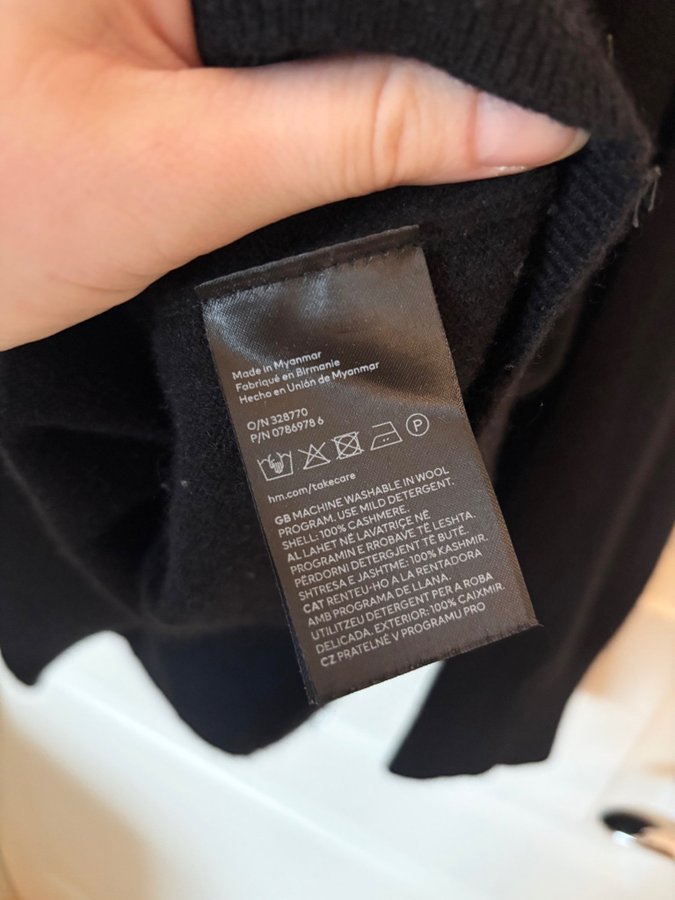 Made in Myanmar
Fabriqué en Birmanie
Hecho en Unión de Myanmar
O/N 328770
P/N 0786978 6
P
hm.com/takecare
GB MACHINE WASHABLE IN WOOL
PROGRAM. USE MILD DETERGENT.
SHELL: 100% CASHMERE.
AL LAHET NË LAVATRIÇE NË
PROGRAMIN E RROBAVE TË LESHTA.
PËRDORNI DETERGJENT TË BUTË.
SHTRESA E JASHTME: 100% KASHMIR.
CAT RENTEU-HO A LA RENTADORA
AMB PROGRAMA DE LLANA.
UTILITZEU DETERGENT PER A ROBA
DELICADA. EXTERIOR: 100% CAIXMIR.
CZ PRATELNÉ V PROGRAMU PRO